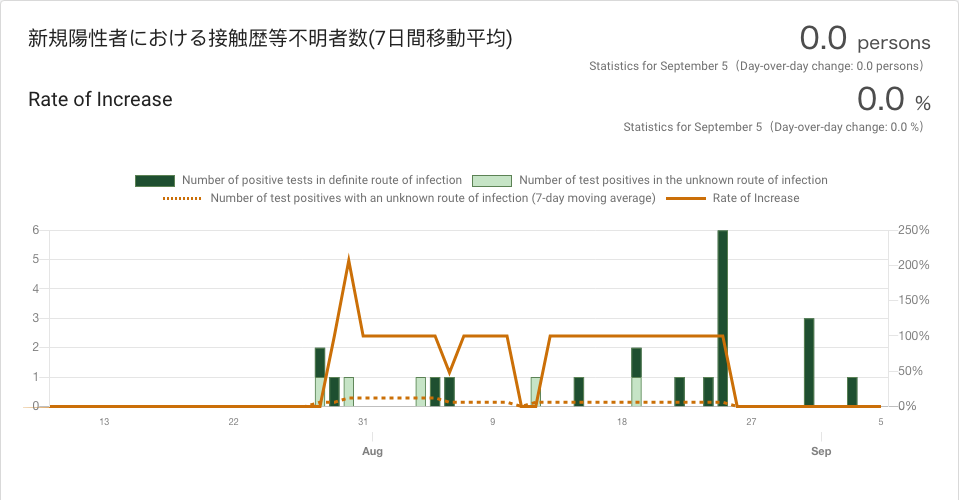 新規陽性者における接触歴等不明者数(7日間移動平均)
0.0 persons
Statistics for September 5（Day-over-day change: 0.0 persons）
Rate of Increase
0.0 %
Statistics for September 5（Day-over-day change: 0.0 %）
Number of positive tests in definite route of infection Number of test positives in the unknown route of infection
Number of test positives with an unknown route of infection (7-day moving average) Rate of Increase
6 250%
5 200%
4 150%
3 100%
2 50%
1 0%
0
13 22 31 9 18 27 5
Aug Sep